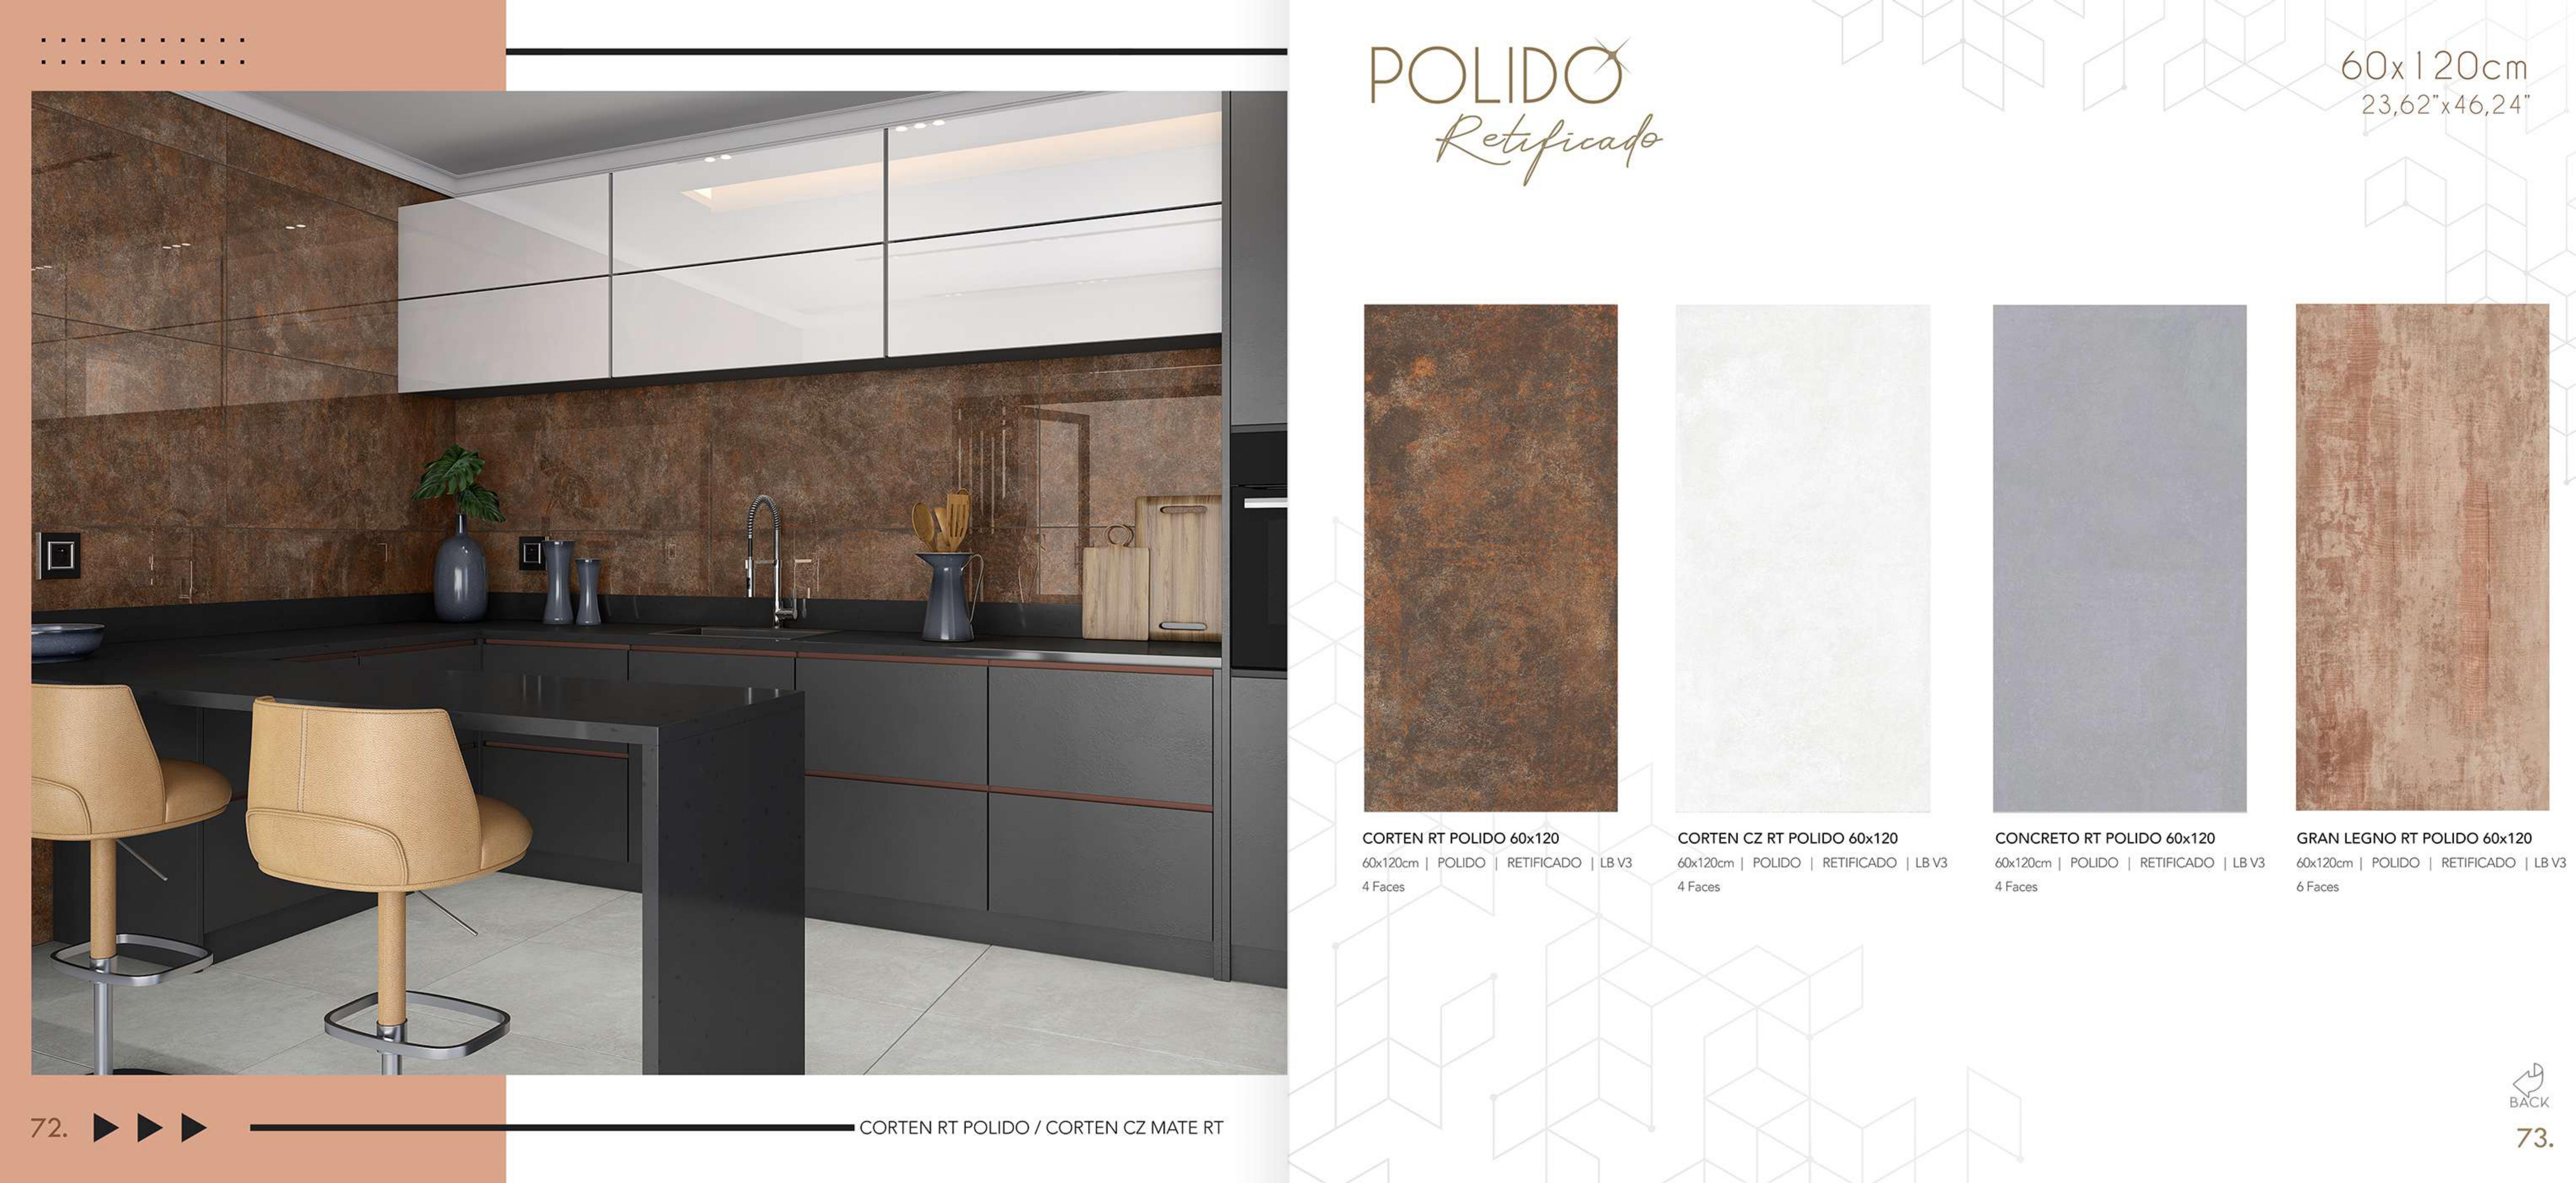 72.
CORTEN RT POLIDO / CORTEN CZ MATE RT
POLIDO
Retificado
60x120cm
23,62”x46,24”
CORTEN RT POLIDO 60x120
60x120cm | POLIDO | RETIFICADO | LB V3
4 Faces
CORTEN CZ RT POLIDO 60x120
60x120cm | POLIDO | RETIFICADO | LB V3
4 Faces
CONCRETO RT POLIDO 60x120
60x120cm | POLIDO | RETIFICADO | LB V3
4 Faces
GRAN LEGNO RT POLIDO 60x120
60x120cm | POLIDO | RETIFICADO | LB V3
6 Faces
BACK
73.